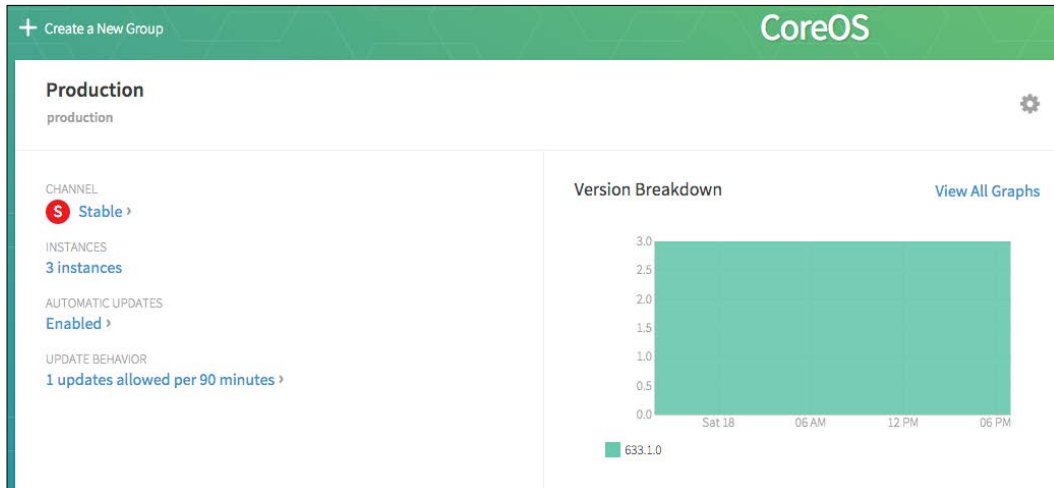 Create a New Group
CoreOS
Production
production
CHANNEL
S Stable ›
INSTANCES
3 instances
AUTOMATIC UPDATES
Enabled ›
UPDATE BEHAVIOR
1 updates allowed per 90 minutes ›
Version Breakdown
View All Graphs
3.0
2.5
2.0
1.5
1.0
0.5
0.0
Sat 18 06 AM 12 PM 06 PM
633.1.0